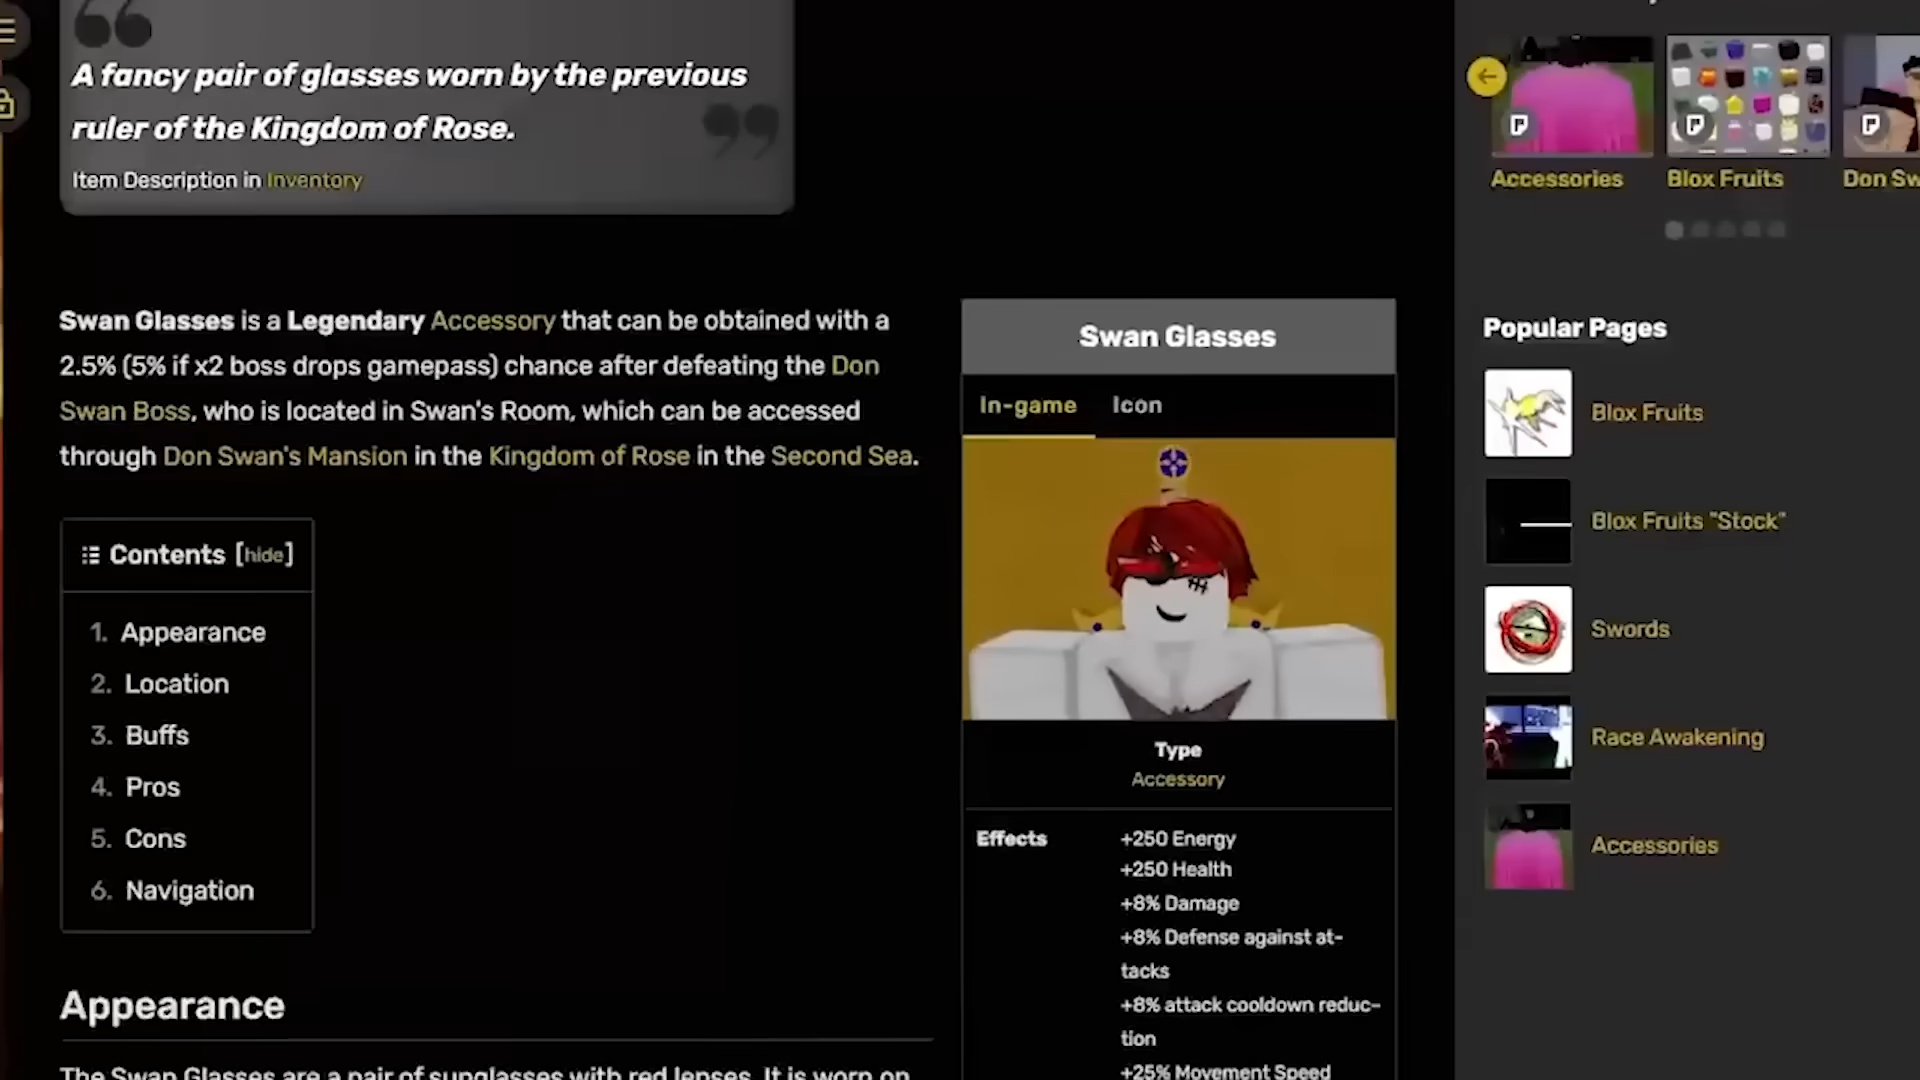 A fancy pair of glasses worn by the previous
ruler of the Kingdom of Rose.
Item Description in Inventory
Swan Glasses is a Legendary Accessory that can be obtained with a
2.5% (5% if x2 boss drops gamepass) chance after defeating the Don
Swan Boss, who is located in Swan's Room, which can be accessed
through Don Swan's Mansion in the Kingdom of Rose in the Second Sea.
Contents [hide]
1. Appearance
2. Location
3. Buffs
4. Pros
5. Cons
6. Navigation
Appearance
The Swan Glasses are a pair of sunglasses with red lenses. It is worn on
Swan Glasses
In-game Icon
Type
Accessory
Effects
+250 Energy
+250 Health
+8% Damage
+8% Defense against at-
tacks
+8% attack cooldown reduc-
tion
+25% Movement Speed
Accessories
Blox Fruits
Don Sw
Popular Pages
Blox Fruits
Blox Fruits "Stock"
Swords
Race Awakening
Accessories